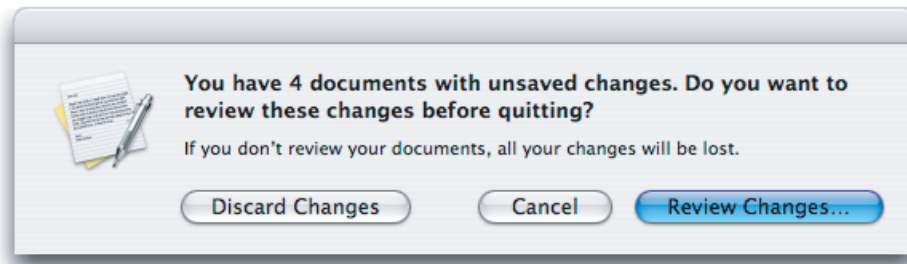 You have 4 documents with unsaved changes. Do you want to
review these changes before quitting?
If you don't review your documents, all your changes will be lost.
Discard Changes
Cancel
Review Changes...